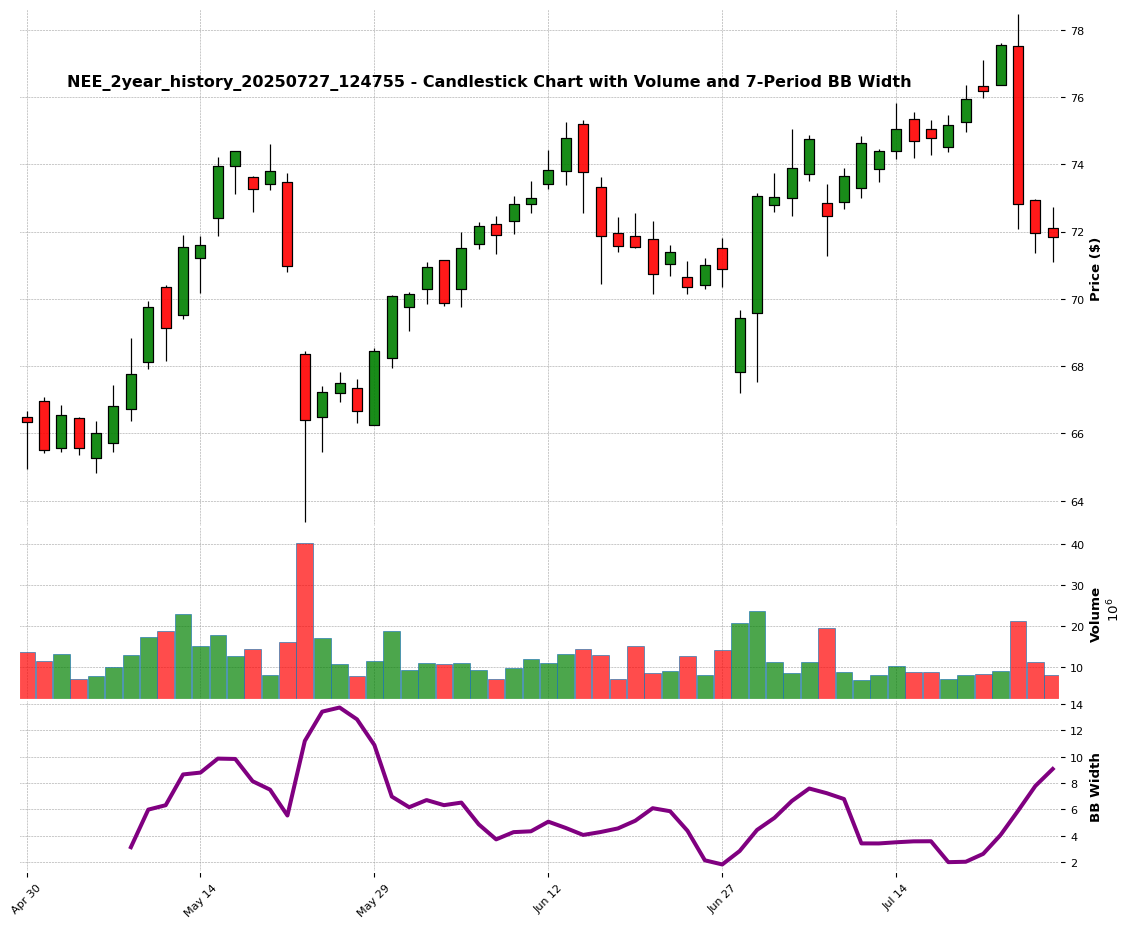 NEE_2year_history_20250727_124755 - Candlestick Chart with Volume and 7-Period BB Width
78
76
74
72
70
68
66
64
Price ($)
40
30
20
10
Volume
10^6
14
12
10
8
6
4
2
BB Width
Apr 30
May 14
May 29
Jun 12
Jun 27
Jul 14